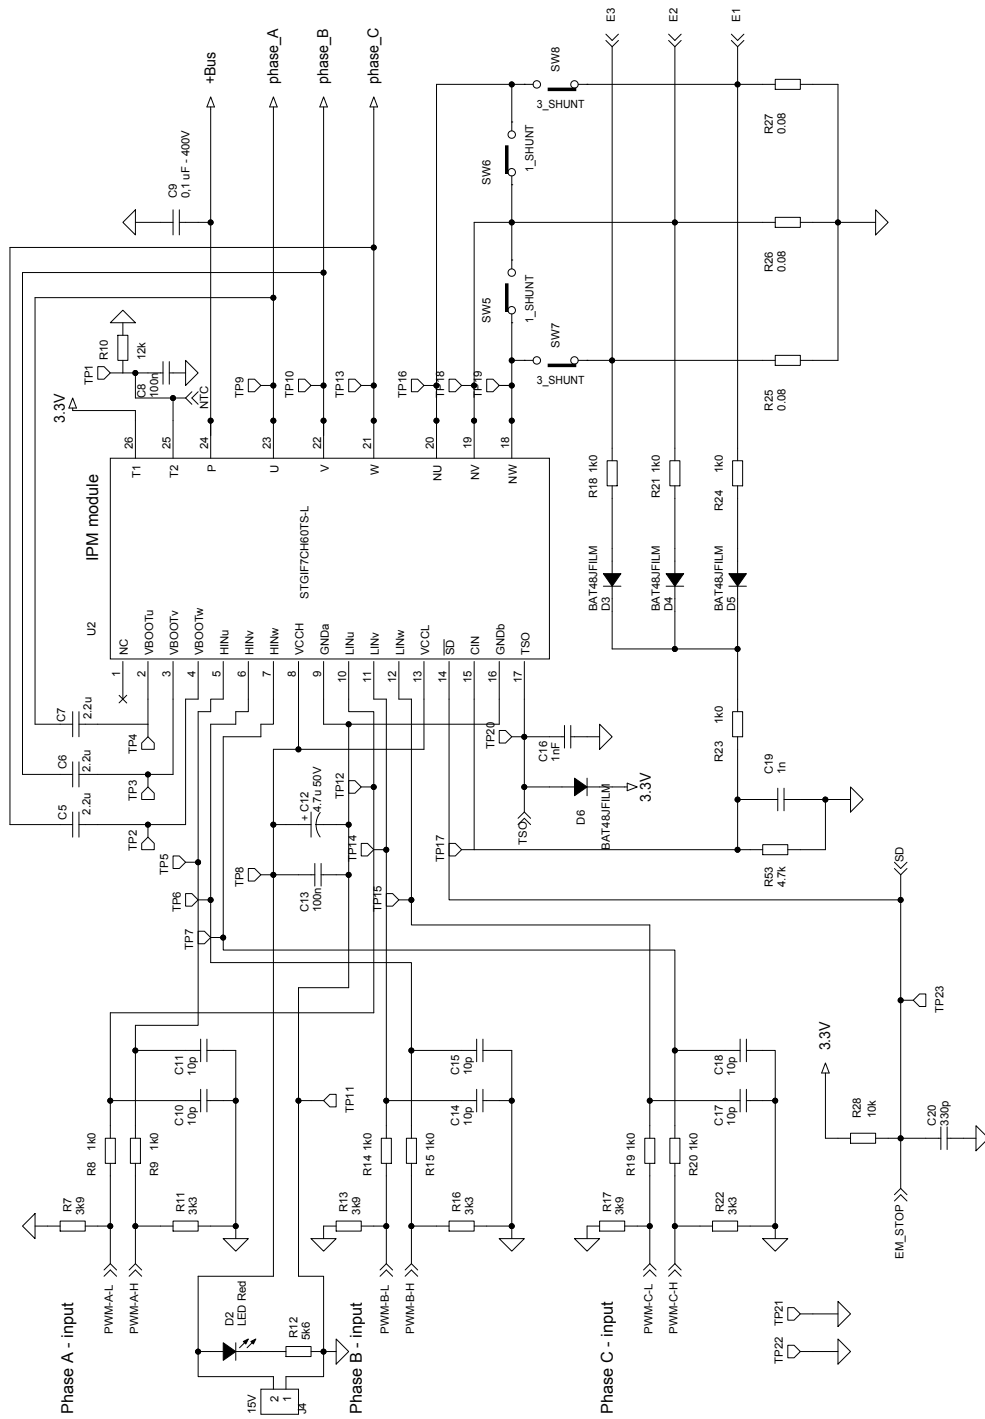 Phase A - input
PWM-A-L
PWM-A-H
R7
3k9
R8 1k0
R9 1k0
R11
3k3
C10
10p
C11
10p
15V
2
1
J4
D2
LED Red
R12
5k6
TP11
Phase B - input
PWM-B-L
PWM-B-H
R13
3k9
R14 1k0
R15 1k0
R16
3k3
C14
10p
C15
10p
Phase C - input
PWM-C-L
PWM-C-H
R17
3k9
R19 1k0
R20 1k0
R22
3k3
C17
10p
C18
10p
TP22
TP21
EM_STOP
3.3V
R28
10k
C20
330p
TP23
SD
C5
2.2u
C6
2.2u
C7
2.2u
TP2
TP3
TP4
TP5
TP6
TP7
TP8
C13
100n
C12
+
4.7u 50V
TP12
TP14
TP15
TP17
TP20
C16
1nF
TSO
D6
BAT48JFILM
3.3V
R53
4.7k
C19
1n
R23
1k0
U2
IPM module
STGIF7CH60TS-L
1
NC
2
VBOOTu
3
VBOOTv
4
VBOOTw
5
HINu
6
HINv
7
HINw
8
VCCH
9
GNDa
10
LINu
11
LINv
12
LINw
13
VCCL
14
SD
15
CIN
16
GNDb
17
TSO
T1
26
T2
25
P
24
U
23
V
22
W
21
NU
20
NV
19
NW
18
3.3V
TP1
R10
12k
C8
100n
NTC
C9
0,1 uF - 400V
TP9
TP10
TP13
TP16
TP18
TP19
+Bus
phase_A
phase_B
phase_C
SW5
1_SHUNT
SW6
1_SHUNT
SW7
3_SHUNT
SW8
3_SHUNT
D3
BAT48JFILM
D4
BAT48JFILM
D5
BAT48JFILM
R18 1k0
R21 1k0
R24
1k0
R25
0.08
R26
0.08
R27
0.08
E3
E2
E1